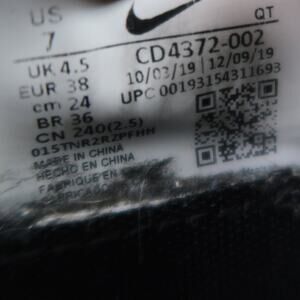 US QT
7
UK 4.5 CD4372-002
EUR 38 10/03/19 12/09/19
cm 24 UPC 00193154311693
BR 36
CN 240(2.5)
015TNR2RZPFHH
MADE IN CHINA
HECHO EN CHINA
FABRIQUE EN